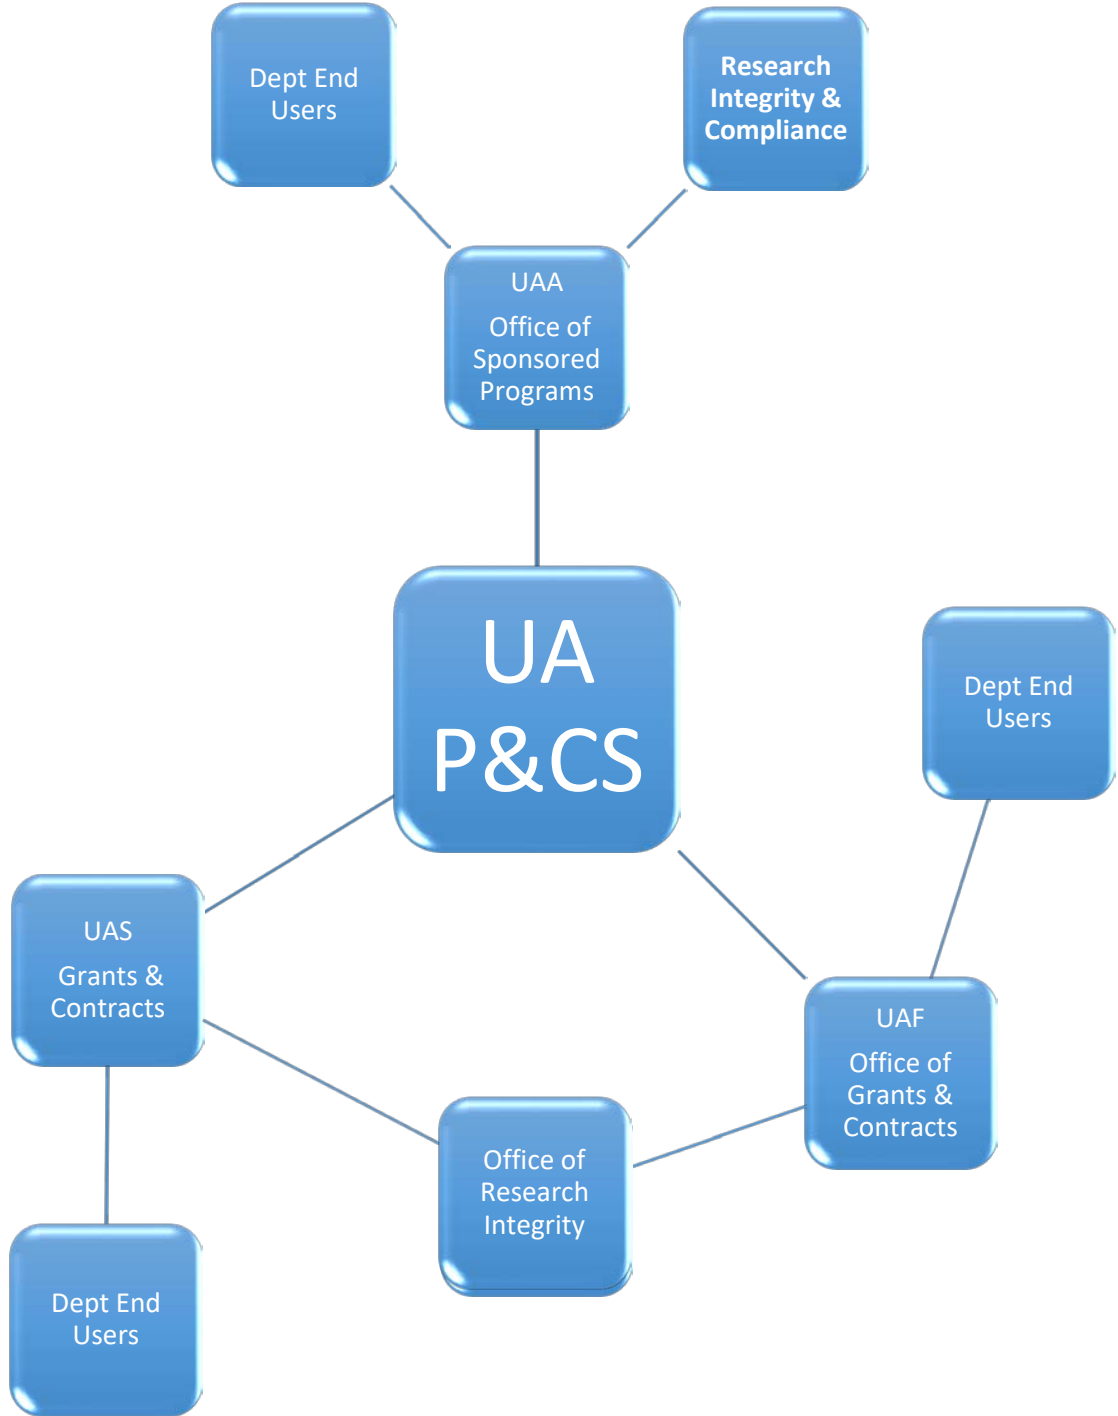 Dept End
Users
Research
Integrity &
Compliance
UAA
Office of
Sponsored
Programs
UA
P&CS
Dept End
Users
UAS
Grants &
Contracts
UAF
Office of
Grants &
Contracts
Office of
Research
Integrity
Dept End
Users